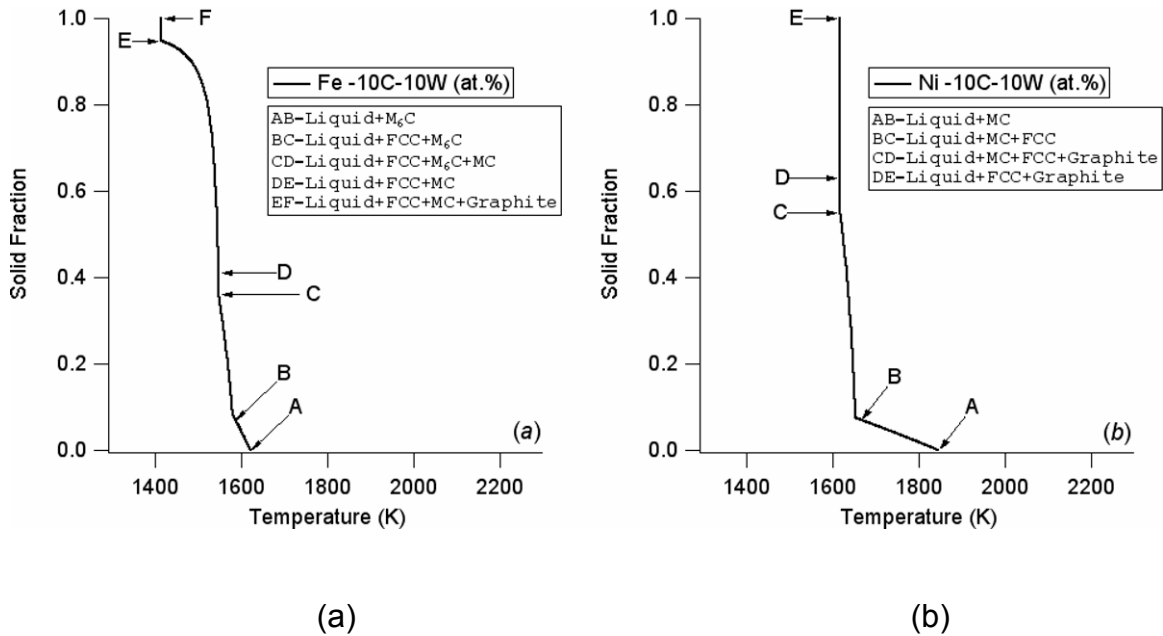 1.0
0.8
0.6
0.4
0.2
0.0
Solid Fraction
F
E
D
C
B
A
Fe -10C-10W (at.%)
AB-Liquid+M₆C
BC-Liquid+FCC+M₆C
CD-Liquid+FCC+M₆C+MC
DE-Liquid+FCC+MC
EF-Liquid+FCC+MC+Graphite
(a)
1400 1600 1800 2000 2200
Temperature (K)
1.0
0.8
0.6
0.4
0.2
0.0
Solid Fraction
E
D
C
B
A
Ni -10C-10W (at.%)
AB-Liquid+MC
BC-Liquid+MC+FCC
CD-Liquid+MC+FCC+Graphite
DE-Liquid+FCC+Graphite
(b)
1400 1600 1800 2000 2200
Temperature (K)
(a)
(b)